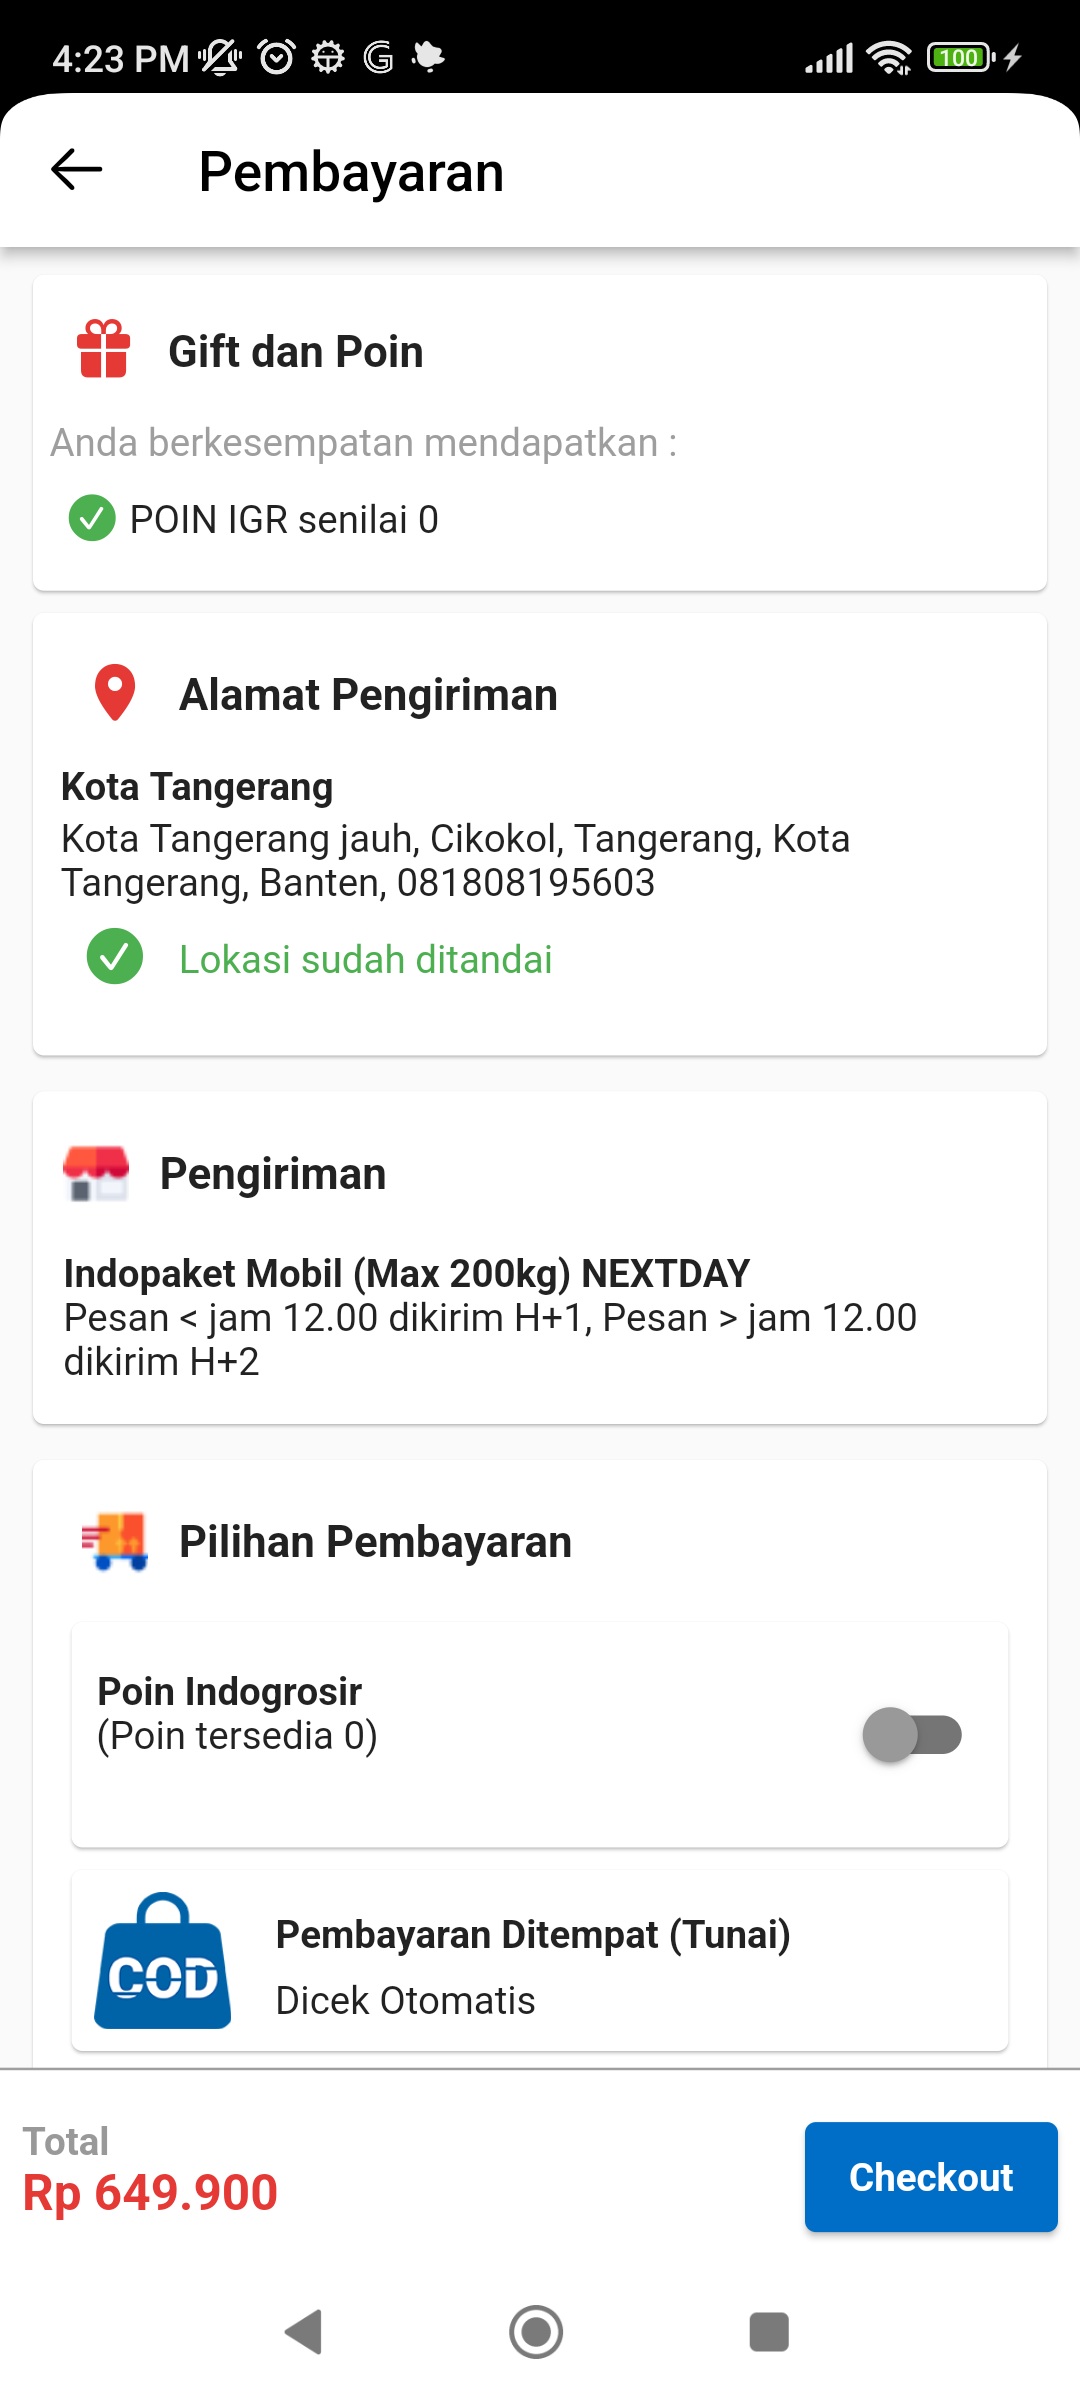 4:23 PM
100
Pembayaran
Gift dan Poin
Anda berkesempatan mendapatkan :
POIN IGR senilai 0
Alamat Pengiriman
Kota Tangerang
Kota Tangerang jauh, Cikokol, Tangerang, Kota
Tangerang, Banten, 081808195603
Lokasi sudah ditandai
Pengiriman
Indopaket Mobil (Max 200kg) NEXTDAY
Pesan < jam 12.00 dikirim H+1, Pesan > jam 12.00
dikirim H+2
Pilihan Pembayaran
Poin Indogrosir
(Poin tersedia 0)
COD
Pembayaran Ditempat (Tunai)
Dicek Otomatis
Total
Rp 649.900
Checkout